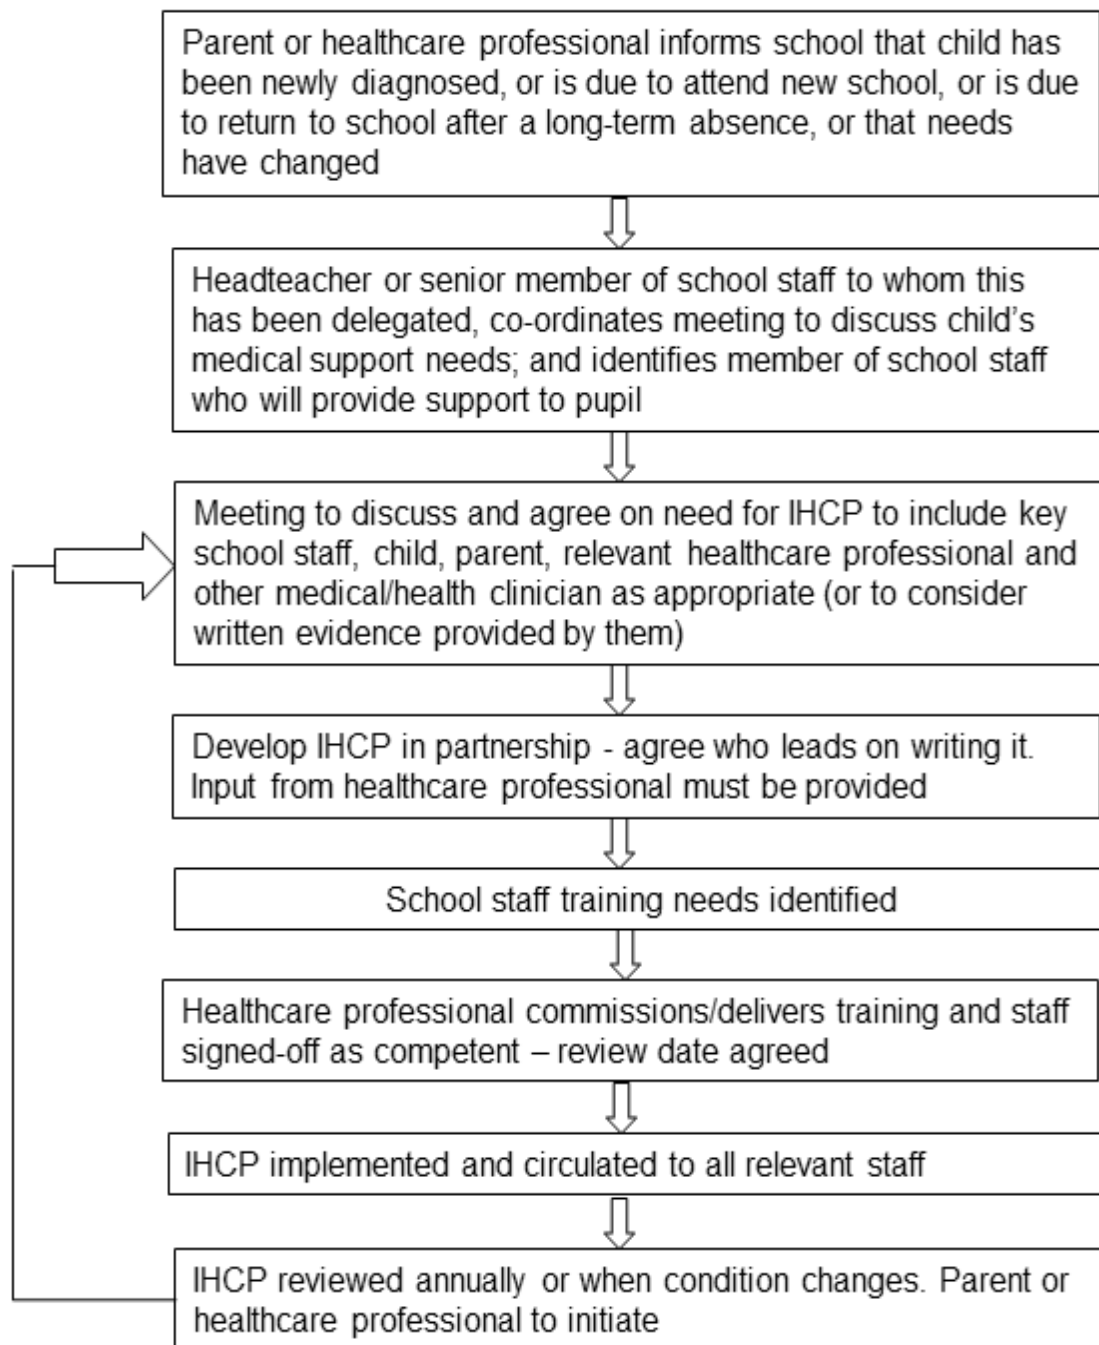 Parent or healthcare professional informs school that child has
been newly diagnosed, or is due to attend new school, or is due
to return to school after a long-term absence, or that needs
have changed
Headteacher or senior member of school staff to whom this
has been delegated, co-ordinates meeting to discuss child's
medical support needs; and identifies member of school staff
who will provide support to pupil
Meeting to discuss and agree on need for IHCP to include key
school staff, child, parent, relevant healthcare professional and
other medical/health clinician as appropriate (or to consider
written evidence provided by them)
Develop IHCP in partnership - agree who leads on writing it.
Input from healthcare professional must be provided
School staff training needs identified
Healthcare professional commissions/delivers training and staff
signed-off as competent – review date agreed
IHCP implemented and circulated to all relevant staff
IHCP reviewed annually or when condition changes. Parent or
healthcare professional to initiate